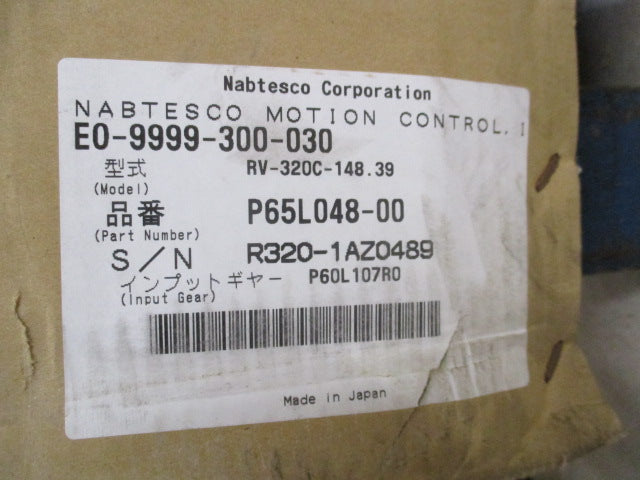 Nabtesco Corporation
NABTESCO MOTION CONTROL, I
E0-9999-300-030
型式 RV-320C-148.39
(Model)
品番 P65L048-00
(Part Number)
S/N R320-1AZ0489
インプットギヤー P60L107R0
(Input Gear)
Made in Japan